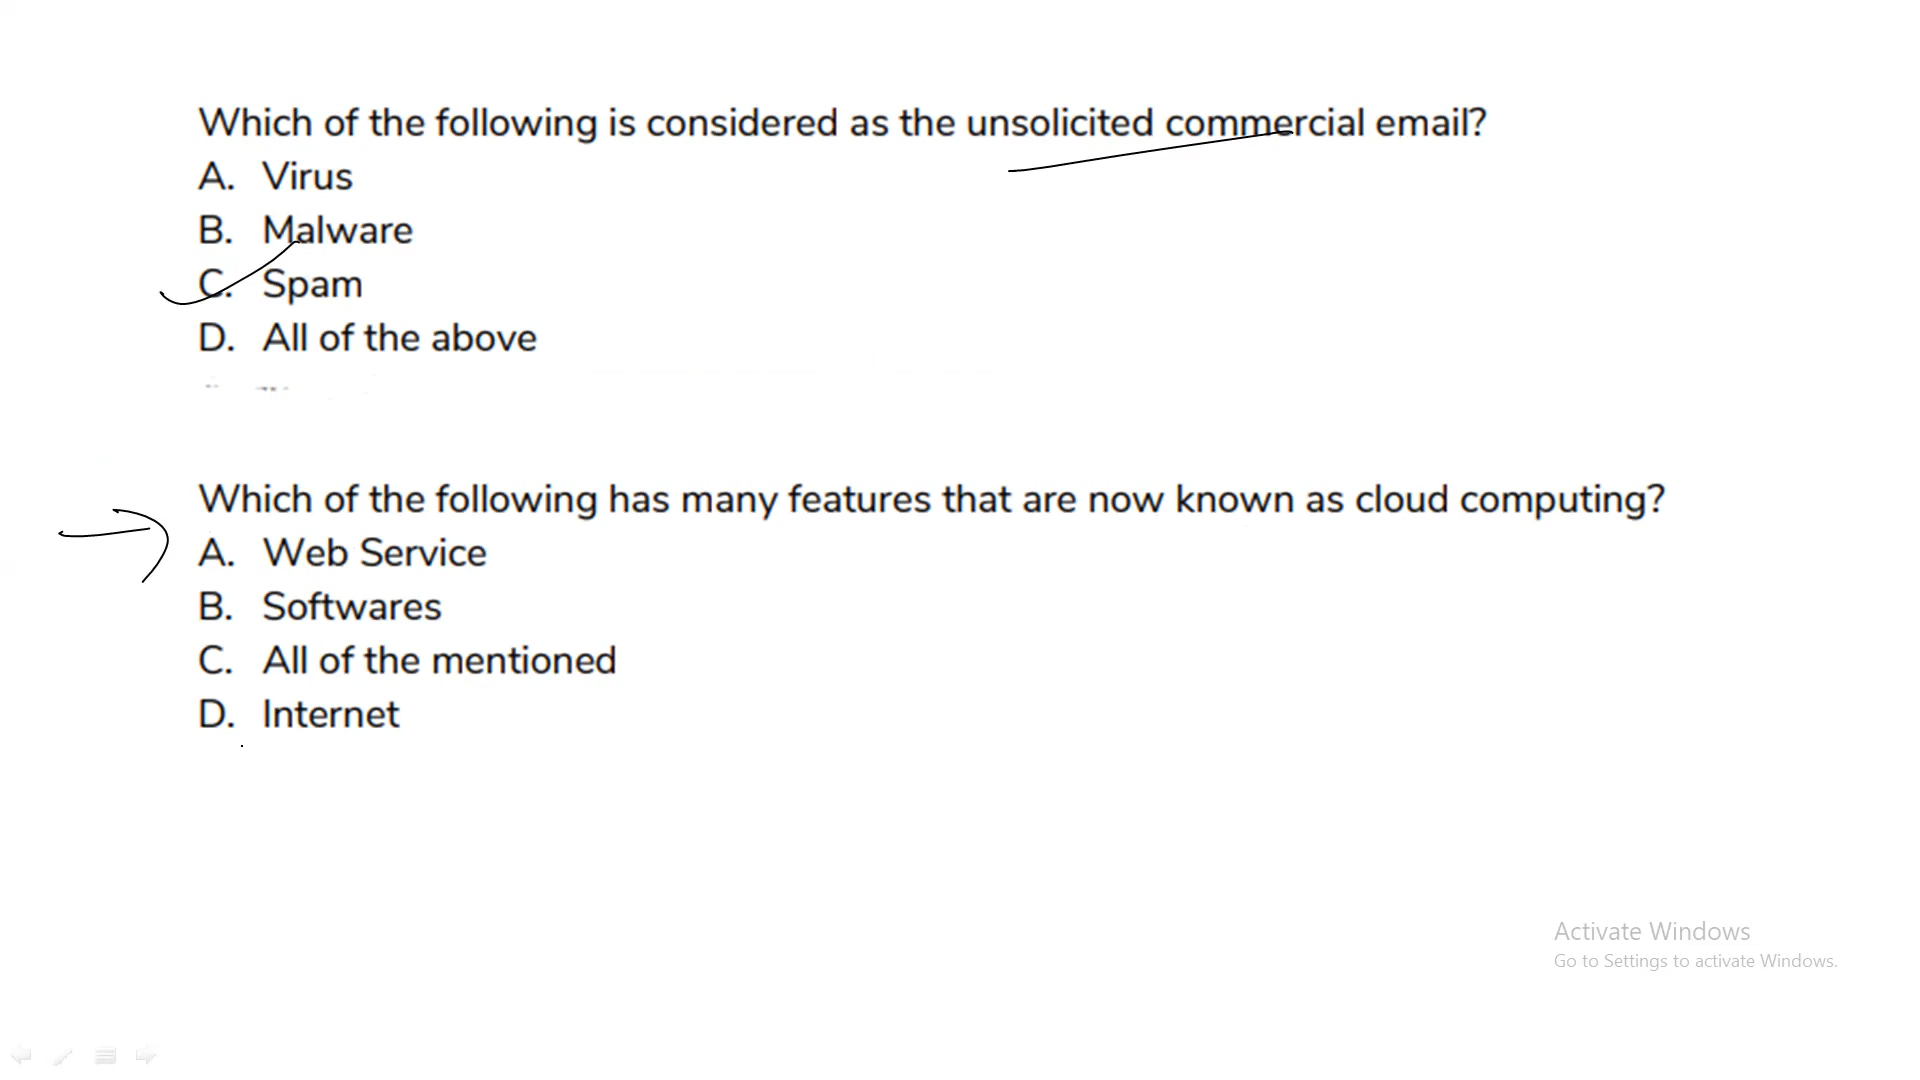 Which of the following is considered as the unsolicited commercial email?
A. Virus
B. Malware
C. Spam
D. All of the above
Which of the following has many features that are now known as cloud computing?
A. Web Service
B. Softwares
C. All of the mentioned
D. Internet
Activate Windows
Go to Settings to activate Windows.